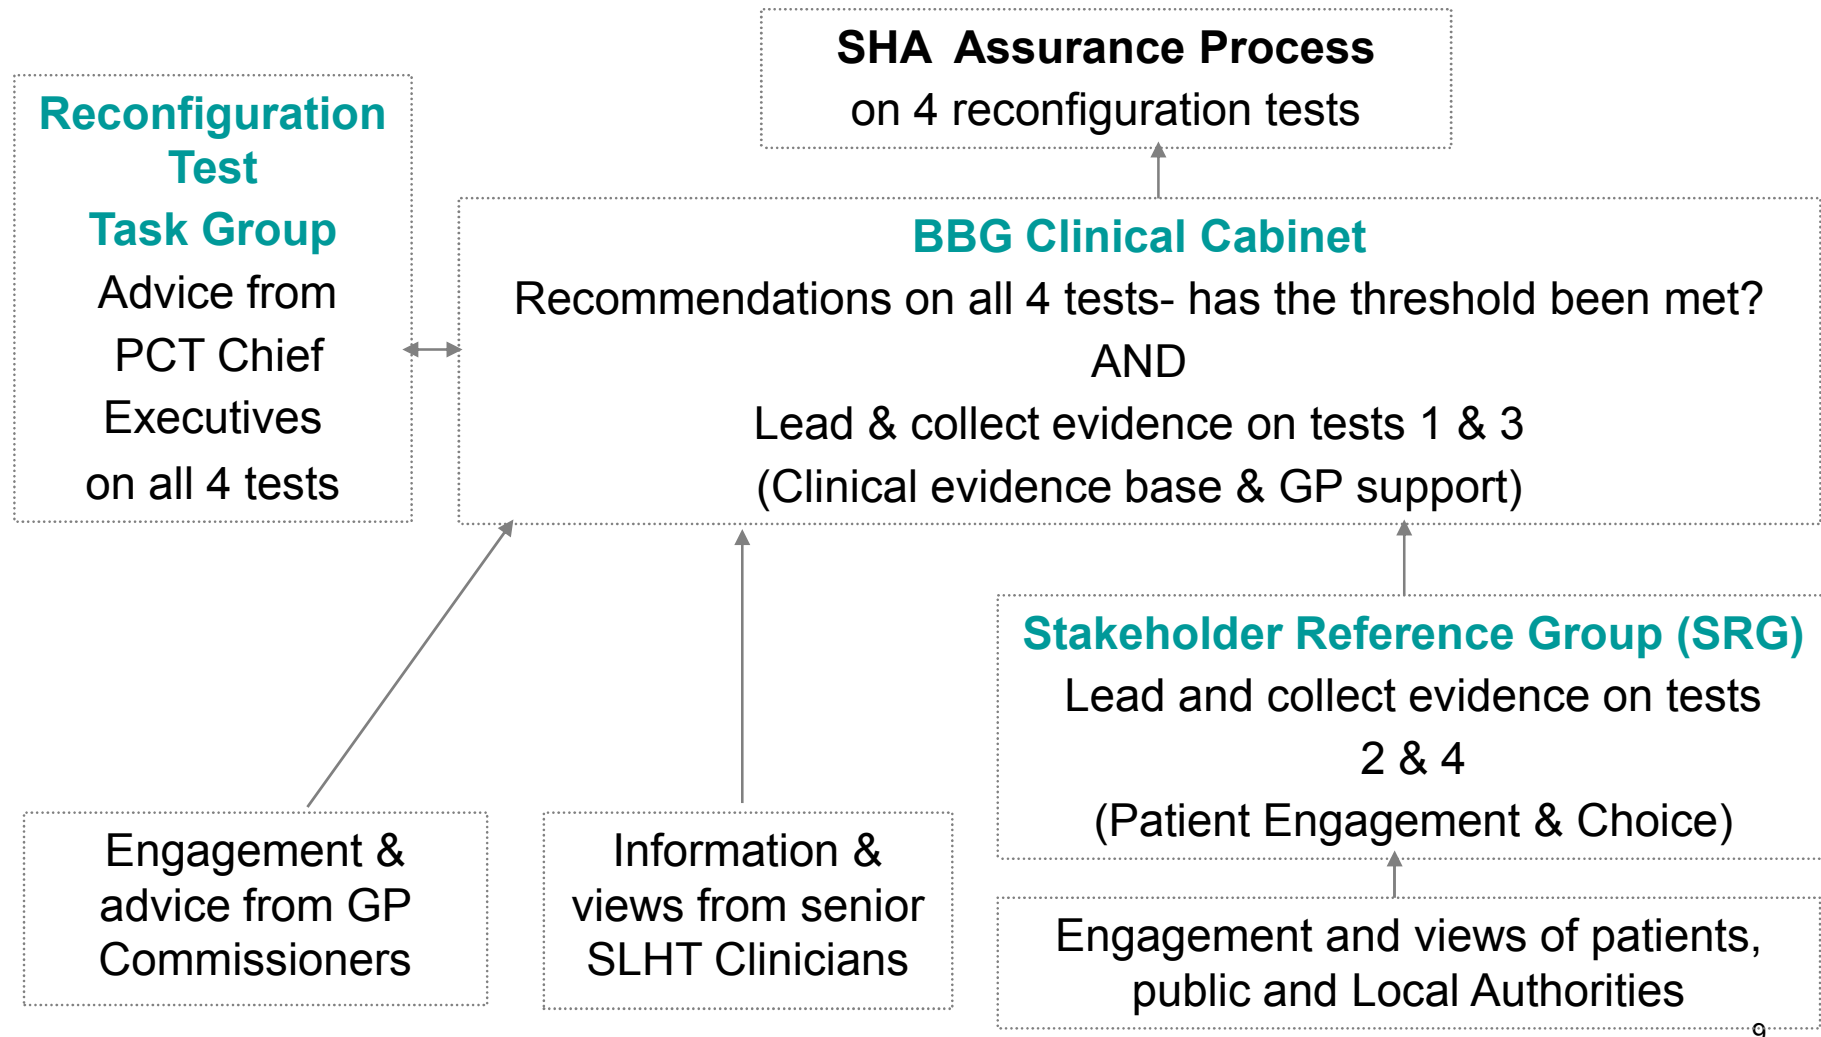 SHA Assurance Process
on 4 reconfiguration tests
Reconfiguration
Test
Task Group
Advice from
PCT Chief
Executives
on all 4 tests
BBG Clinical Cabinet
Recommendations on all 4 tests- has the threshold been met?
AND
Lead & collect evidence on tests 1 & 3
(Clinical evidence base & GP support)
Stakeholder Reference Group (SRG)
Lead and collect evidence on tests
2 & 4
(Patient Engagement & Choice)
Engagement &
advice from GP
Commissioners
Information &
views from senior
SLHT Clinicians
Engagement and views of patients,
public and Local Authorities
9